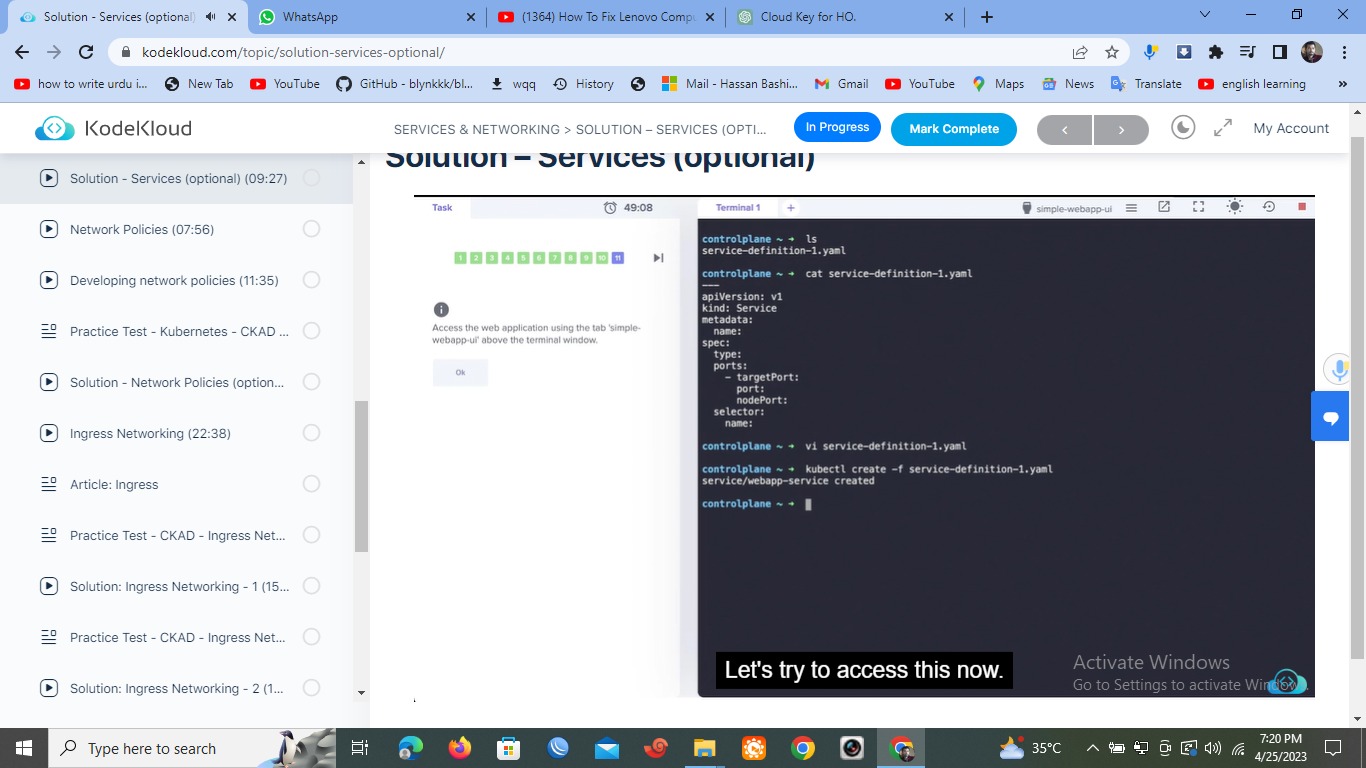 Solution - Services (optional)
WhatsApp
(1364) How To Fix Lenovo Compu
Cloud Key for HO.
kodekloud.com/topic/solution-services-optional/
how to write urdu i...
New Tab
YouTube
GitHub - blynkkk/bl...
wqq
History
Mail - Hassan Bashi...
Gmail
YouTube
Maps
News
Translate
english learning
»
KodeKloud
SERVICES & NETWORKING > SOLUTION – SERVICES (OPTI...
In Progress
Mark Complete
My Account
Solution - Services (optional) (09:27)
Network Policies (07:56)
Developing network policies (11:35)
Practice Test - Kubernetes - CKAD ...
Solution - Network Policies (option...
Ingress Networking (22:38)
Article: Ingress
Practice Test - CKAD - Ingress Net...
Solution: Ingress Networking - 1 (15...
Practice Test - CKAD - Ingress Net...
Solution: Ingress Networking - 2 (1...
Solution – Services (optional)
Task
49:08
1 2 3 4 5 6 7 8 9 10 11
Access the web application using the tab 'simple-
webapp-ui' above the terminal window.
Ok
Terminal 1
+
simple-webapp-ui
controlplane ~ ➜ ls
service-definition-1.yaml
controlplane ~ ➜ cat service-definition-1.yaml
---
apiVersion: v1
kind: Service
metadata:
name:
spec:
type:
ports:
- targetPort:
port:
nodePort:
selector:
name:
controlplane ~ ➜ vi service-definition-1.yaml
controlplane ~ ➜ kubectl create -f service-definition-1.yaml
service/webapp-service created
controlplane ~ ➜
Let's try to access this now.
Activate Windows
Go to Settings to activate Windows.
Type here to search
35°C
7:20 PM
4/25/2023